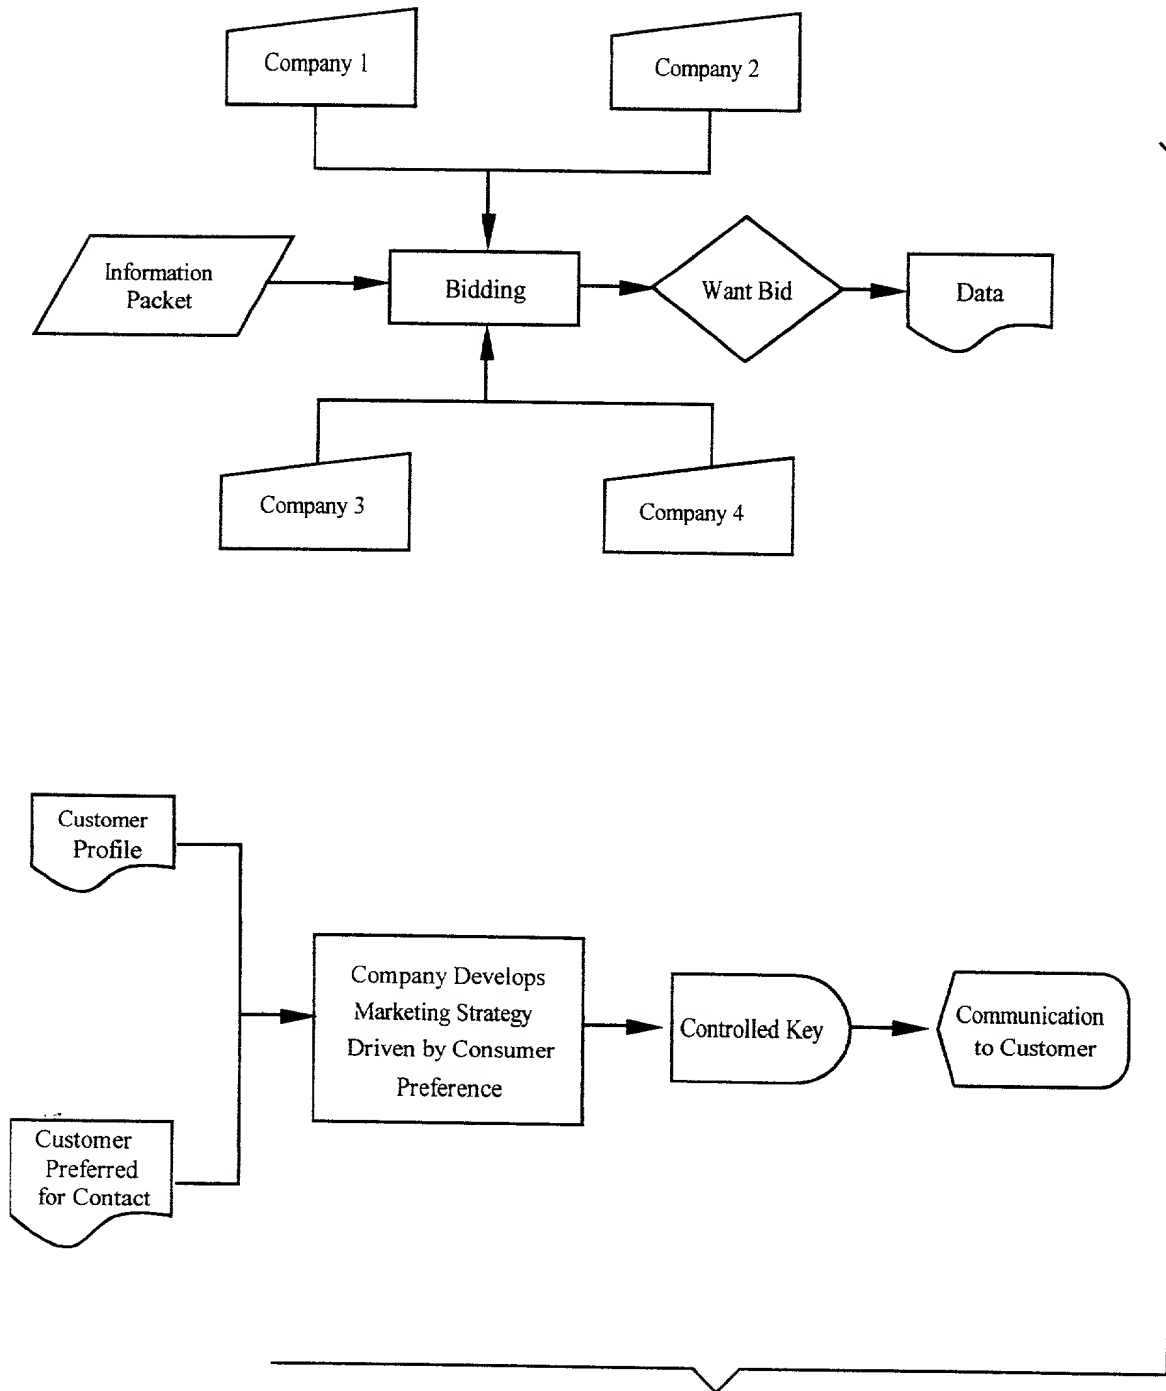 Company 1
Company 2
Information
Packet
Bidding
Want Bid
Data
Company 3
Company 4
Customer
Profile
Company Develops
Marketing Strategy
Driven by Consumer
Preference
Controlled Key
Communication
to Customer
Customer
Preferred
for Contact